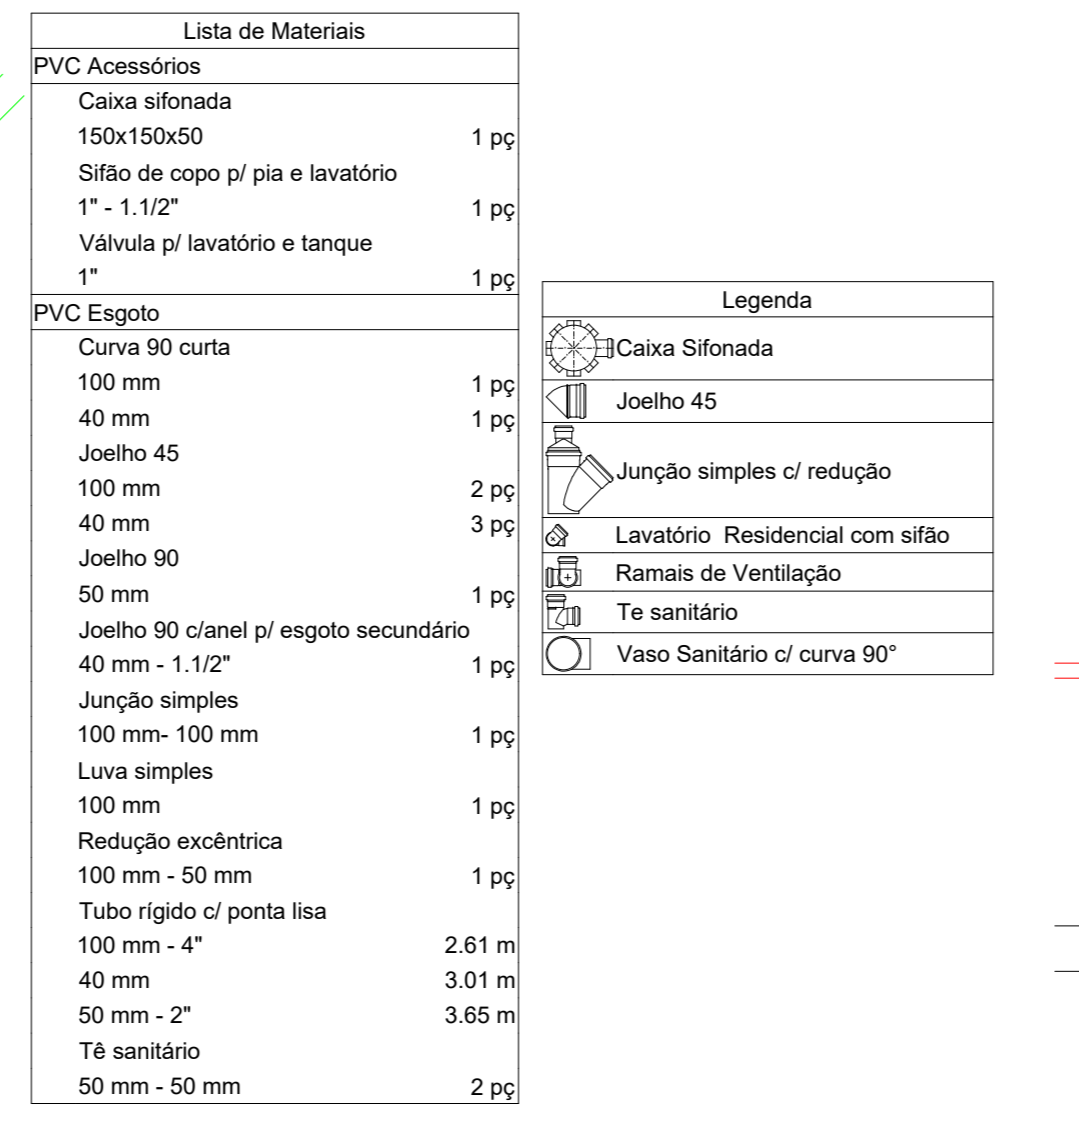 Lista de Materiais
PVC Acessórios
Caixa sifonada
150x150x50 1 pç
Sifão de copo p/ pia e lavatório
1" - 1.1/2" 1 pç
Válvula p/ lavatório e tanque
1" 1 pç
PVC Esgoto
Curva 90 curta
100 mm 1 pç
40 mm 1 pç
Joelho 45
100 mm 2 pç
40 mm 3 pç
Joelho 90
50 mm 1 pç
Joelho 90 c/anel p/ esgoto secundário
40 mm - 1.1/2" 1 pç
Junção simples
100 mm- 100 mm 1 pç
Luva simples
100 mm 1 pç
Redução excêntrica
100 mm - 50 mm 1 pç
Tubo rígido c/ ponta lisa
100 mm - 4" 2.61 m
40 mm 3.01 m
50 mm - 2" 3.65 m
Tê sanitário
50 mm - 50 mm 2 pç
Legenda
Caixa Sifonada
Joelho 45
Junção simples c/ redução
Lavatório Residencial com sifão
Ramais de Ventilação
Te sanitário
Vaso Sanitário c/ curva 90°